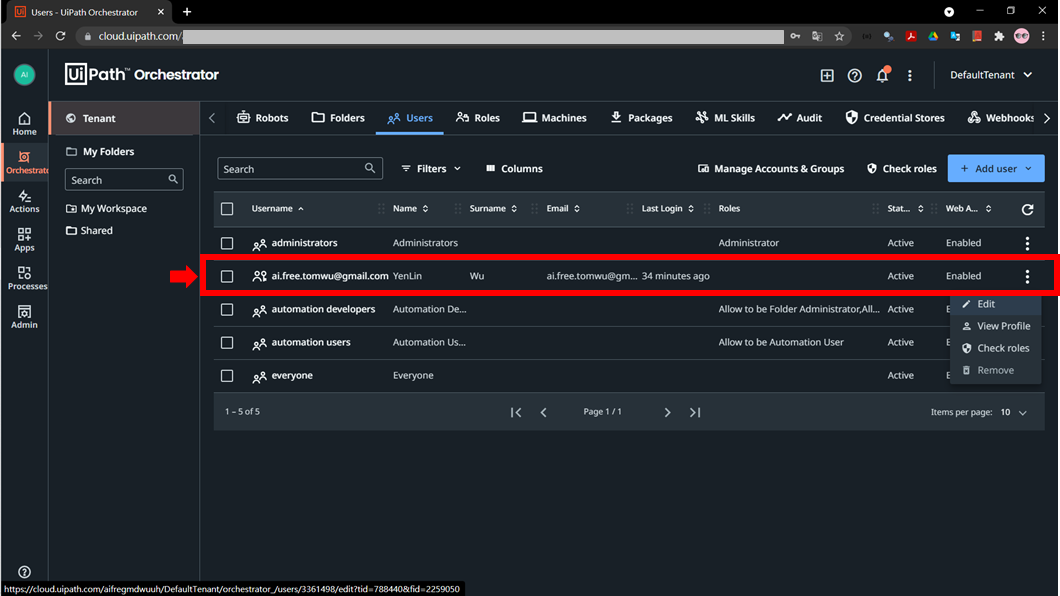 Users - UiPath Orchestrator
cloud.uipath.com/
AI
UiPath™ Orchestrator
DefaultTenant
Home
Orchestrato
Actions
Apps
Processes
Admin
Tenant
My Folders
Search
My Workspace
Shared
Robots Folders Users Roles Machines Packages ML Skills Audit Credential Stores Webhooks
Search Filters Columns Manage Accounts & Groups Check roles + Add user
Username Name Surname Email Last Login Roles Stat... Web A...
administrators Administrators Administrator Active Enabled
ai.free.tomwu@gmail.com YenLin Wu ai.free.tomwu@gm... 34 minutes ago Active Enabled
automation developers Automation De... Allow to be Folder Administrator,All... Active E
automation users Automation Us... Allow to be Automation User Active E
everyone Everyone Active E
Edit
View Profile
Check roles
Remove
1 – 5 of 5 Page 1 / 1 Items per page: 10
https://cloud.uipath.com/aifregmdwuuh/DefaultTenant/orchestrator_/users/3361498/edit?tid=788440&fid=2259050